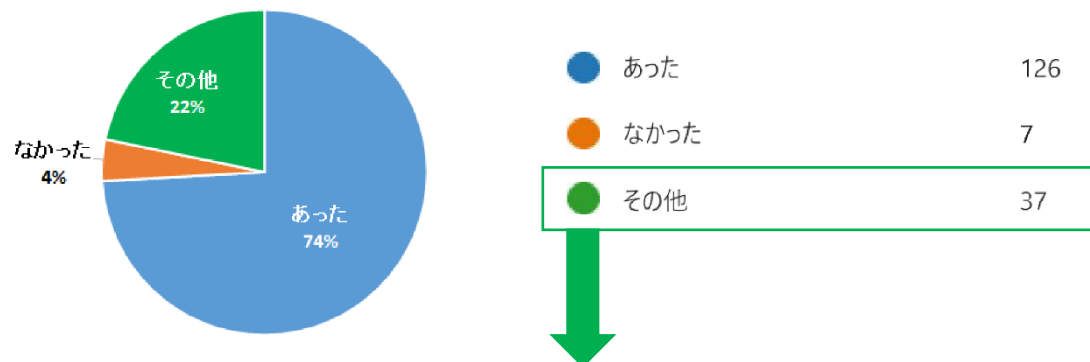 その他
22%
なかった
4%
あった
74%
あった 126
なかった 7
その他 37